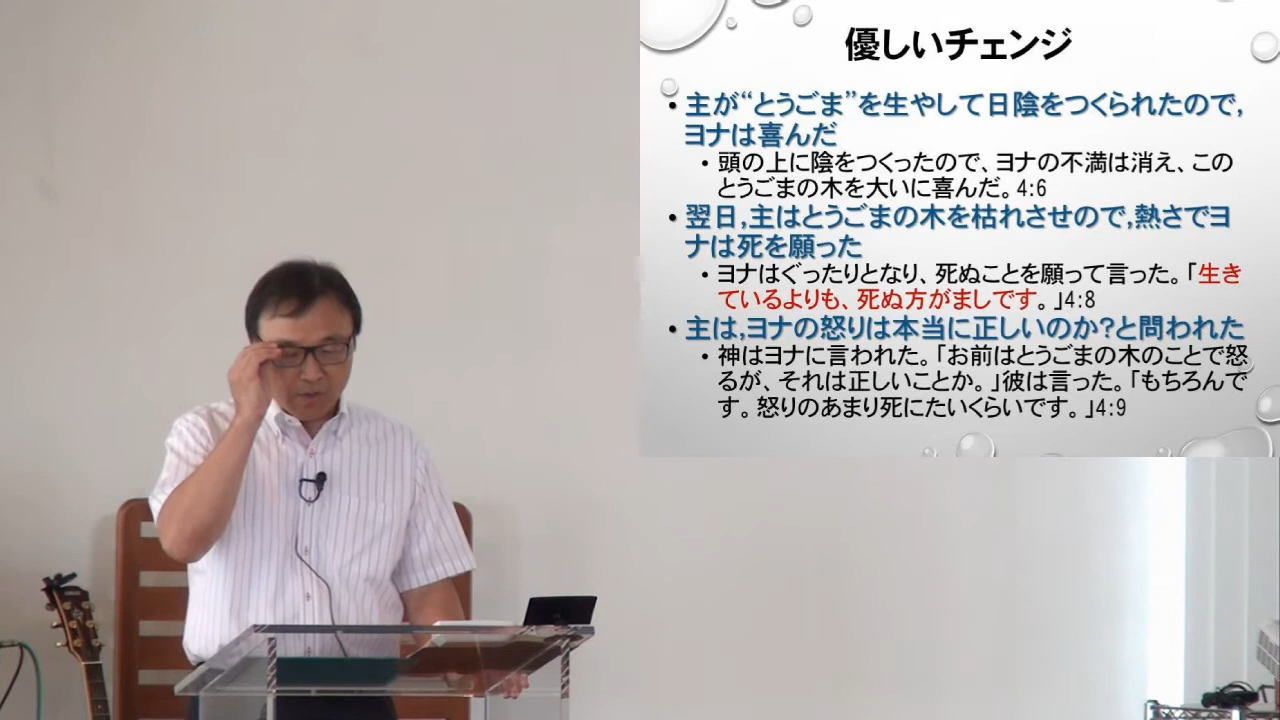 優しいチェンジ
• 主が“とうごま”を生やして日陰をつくられたので,
ヨナは喜んだ
• 頭の上に陰をつくったので、ヨナの不満は消え、この
とうごまの木を大いに喜んだ。4:6
• 翌日,主はとうごまの木を枯れさせので,熱さでヨ
ナは死を願った
• ヨナはぐったりとなり、死ぬことを願って言った。「生き
ているよりも、死ぬ方がましです。」4:8
• 主は,ヨナの怒りは本当に正しいのか?と問われた
• 神はヨナに言われた。「お前はとうごまの木のことで怒
るが、それは正しいことか。」彼は言った。「もちろんで
す。怒りのあまり死にたいくらいです。」4:9